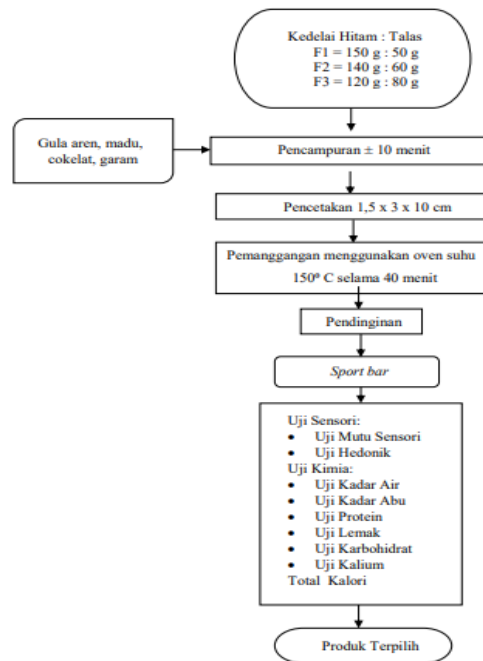 Kedelai Hitam : Talas
F1 = 150 g : 50 g
F2 = 140 g : 60 g
F3 = 120 g : 80 g
Gula aren, madu,
cokelat, garam
Pencampuran ± 10 menit
Pencetakan 1,5 x 3 x 10 cm
Pemanggangan menggunakan oven suhu
150⁰ C selama 40 menit
Pendinginan
Sport bar
Uji Sensori:
• Uji Mutu Sensori
• Uji Hedonik
Uji Kimia:
• Uji Kadar Air
• Uji Kadar Abu
• Uji Protein
• Uji Lemak
• Uji Karbohidrat
• Uji Kalium
Total Kalori
Produk Terpilih